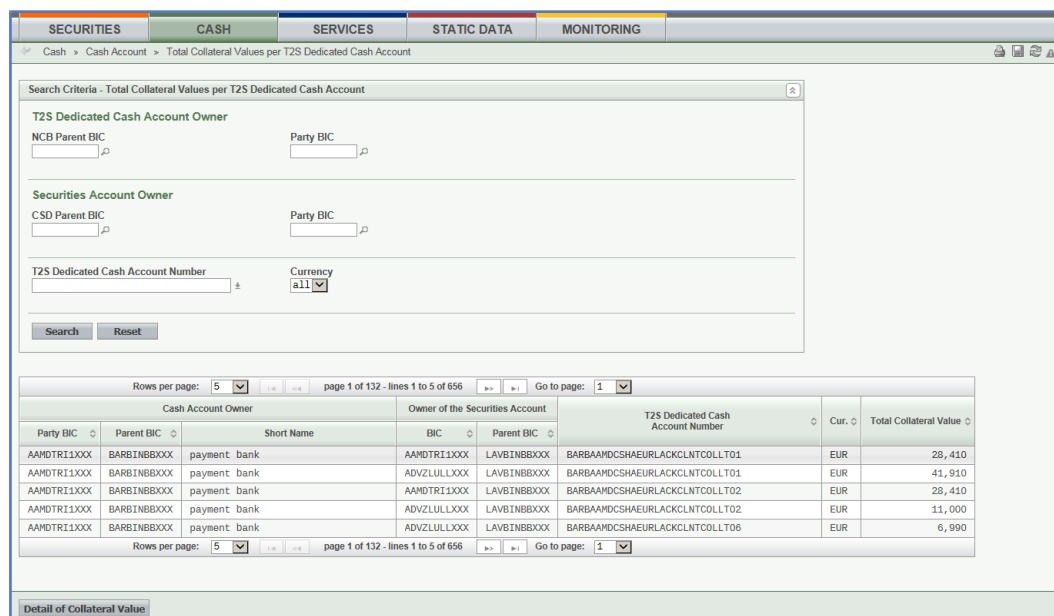 SECURITIES CASH SERVICES STATIC DATA MONITORING
Cash » Cash Account » Total Collateral Values per T2S Dedicated Cash Account
Search Criteria - Total Collateral Values per T2S Dedicated Cash Account
T2S Dedicated Cash Account Owner
NCB Parent BIC Party BIC
Securities Account Owner
CSD Parent BIC Party BIC
T2S Dedicated Cash Account Number Currency
all
Search Reset
Rows per page: 5 page 1 of 132 - lines 1 to 5 of 656 Go to page: 1
Cash Account Owner Owner of the Securities Account T2S Dedicated Cash Account Number Cur. Total Collateral Value
Party BIC Parent BIC Short Name BIC Parent BIC
AAMDTRI1XXX BARBINBBXXX payment bank AAMDTRI1XXX LAVBINBBXXX BARBAAMDCSHAEURLACKCLNTCOLLT01 EUR 28,410
AAMDTRI1XXX BARBINBBXXX payment bank ADVZLULLXXX LAVBINBBXXX BARBAAMDCSHAEURLACKCLNTCOLLT01 EUR 41,910
AAMDTRI1XXX BARBINBBXXX payment bank AAMDTRI1XXX LAVBINBBXXX BARBAAMDCSHAEURLACKCLNTCOLLT02 EUR 28,410
AAMDTRI1XXX BARBINBBXXX payment bank ADVZLULLXXX LAVBINBBXXX BARBAAMDCSHAEURLACKCLNTCOLLT02 EUR 11,000
AAMDTRI1XXX BARBINBBXXX payment bank ADVZLULLXXX LAVBINBBXXX BARBAAMDCSHAEURLACKCLNTCOLLT06 EUR 6,990
Rows per page: 5 page 1 of 132 - lines 1 to 5 of 656 Go to page: 1
Detail of Collateral Value